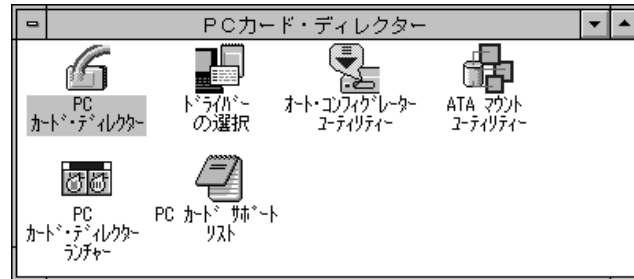 PCカード・ディレクター
PC
ｶｰﾄﾞ・ﾃﾞｨﾚｸﾀｰ
ﾄﾞﾗｲﾊﾞｰ
の選択
ｵｰﾄ・ｺﾝﾌｨｸﾞﾚｰﾀｰ
ﾕｰﾃｨﾘﾃｨｰ
ATA ﾏｳﾝﾄ
ﾕｰﾃｨﾘﾃｨｰ
PC
ｶｰﾄﾞ・ﾃﾞｨﾚｸﾀｰ
ﾗﾝﾁｬｰ
PC ｶｰﾄﾞ ｻﾎﾟｰﾄ
ﾘｽﾄ